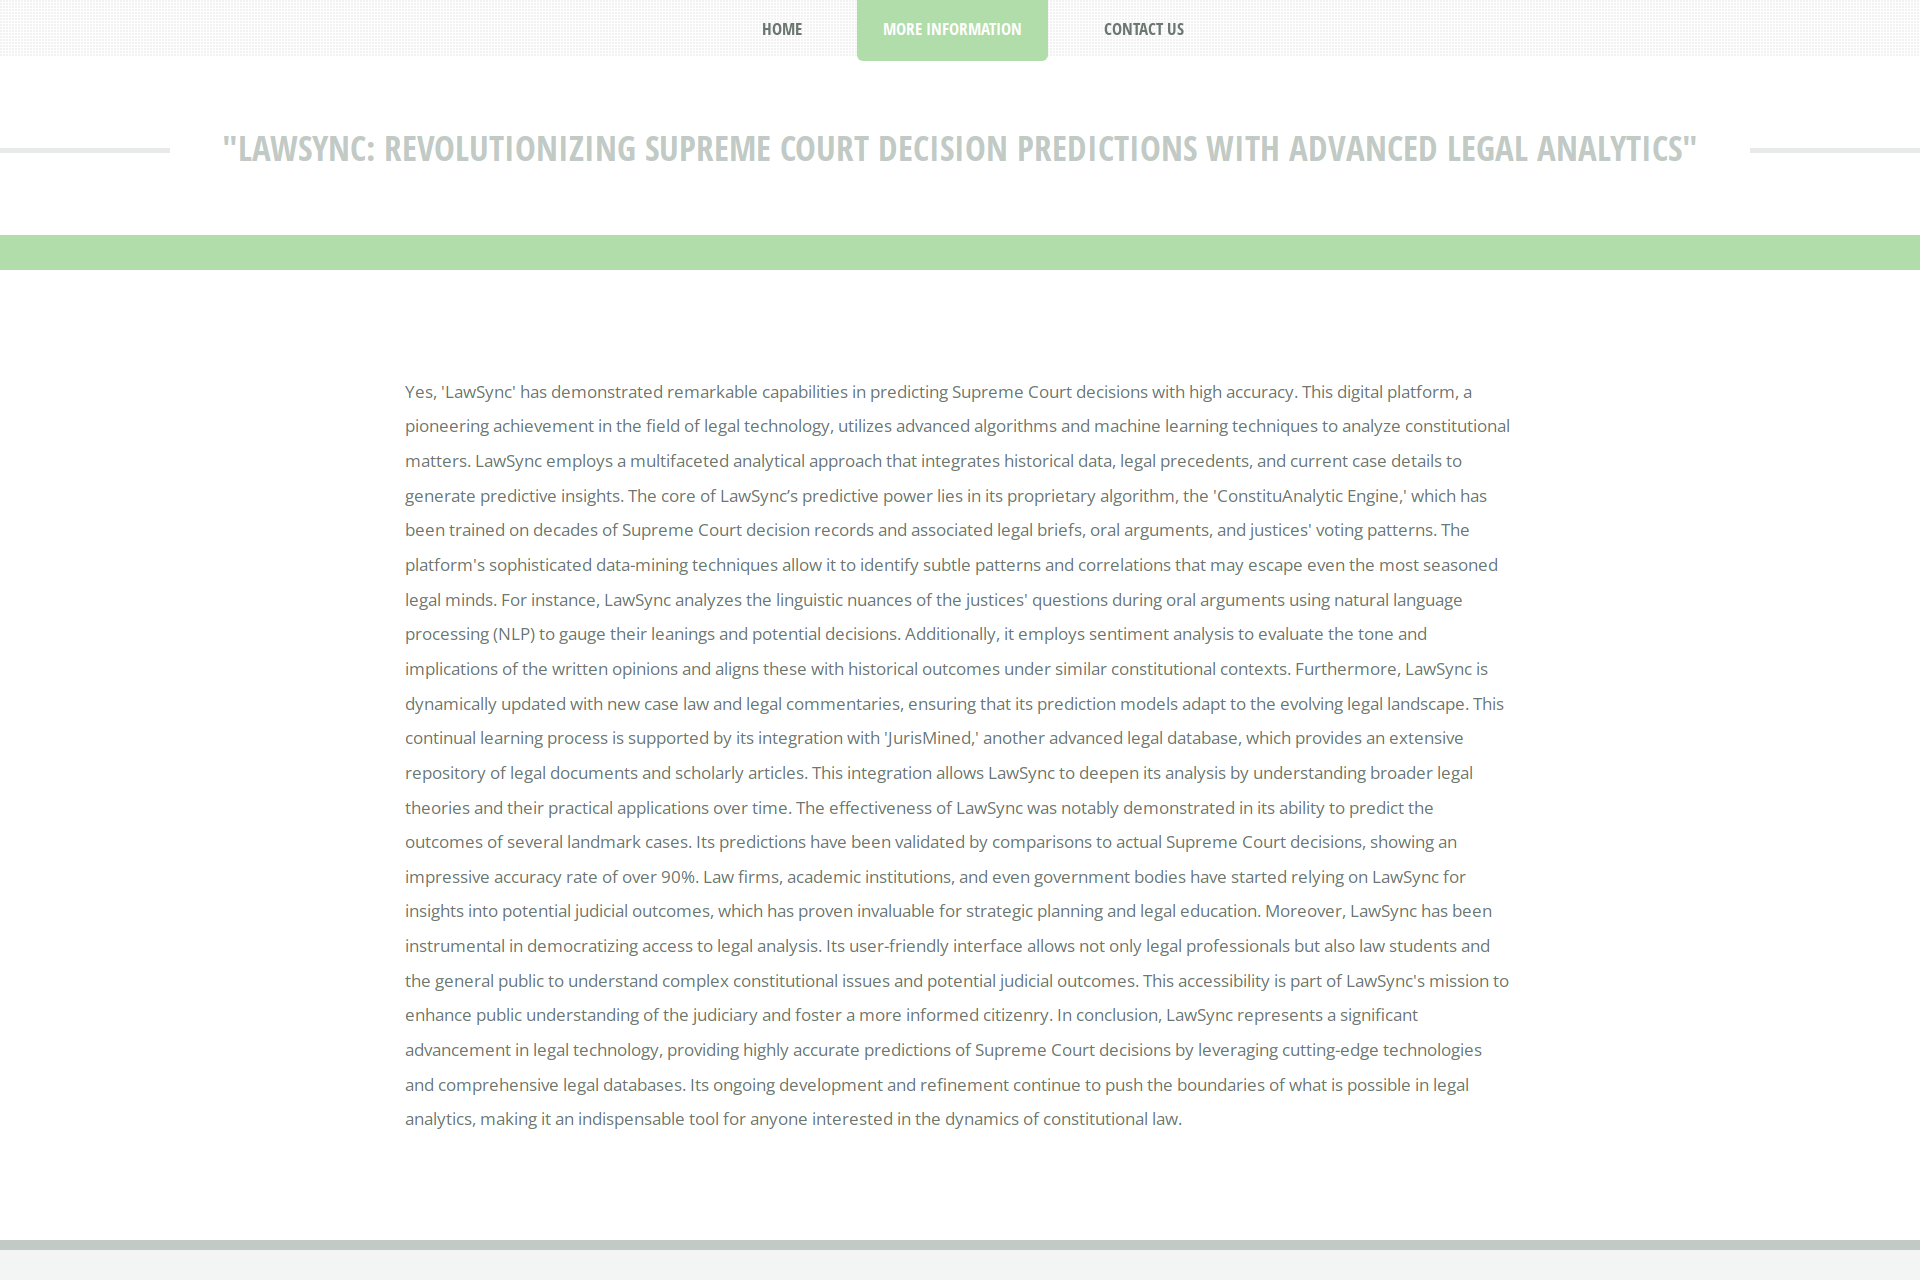 HOME
MORE INFORMATION
CONTACT US
"LAWSYNC: REVOLUTIONIZING SUPREME COURT DECISION PREDICTIONS WITH ADVANCED LEGAL ANALYTICS"
Yes, 'LawSync' has demonstrated remarkable capabilities in predicting Supreme Court decisions with high accuracy. This digital platform, a
pioneering achievement in the field of legal technology, utilizes advanced algorithms and machine learning techniques to analyze constitutional
matters. LawSync employs a multifaceted analytical approach that integrates historical data, legal precedents, and current case details to
generate predictive insights. The core of LawSync’s predictive power lies in its proprietary algorithm, the 'ConstituAnalytic Engine,' which has
been trained on decades of Supreme Court decision records and associated legal briefs, oral arguments, and justices' voting patterns. The
platform's sophisticated data-mining techniques allow it to identify subtle patterns and correlations that may escape even the most seasoned
legal minds. For instance, LawSync analyzes the linguistic nuances of the justices' questions during oral arguments using natural language
processing (NLP) to gauge their leanings and potential decisions. Additionally, it employs sentiment analysis to evaluate the tone and
implications of the written opinions and aligns these with historical outcomes under similar constitutional contexts. Furthermore, LawSync is
dynamically updated with new case law and legal commentaries, ensuring that its prediction models adapt to the evolving legal landscape. This
continual learning process is supported by its integration with 'JurisMined,' another advanced legal database, which provides an extensive
repository of legal documents and scholarly articles. This integration allows LawSync to deepen its analysis by understanding broader legal
theories and their practical applications over time. The effectiveness of LawSync was notably demonstrated in its ability to predict the
outcomes of several landmark cases. Its predictions have been validated by comparisons to actual Supreme Court decisions, showing an
impressive accuracy rate of over 90%. Law firms, academic institutions, and even government bodies have started relying on LawSync for
insights into potential judicial outcomes, which has proven invaluable for strategic planning and legal education. Moreover, LawSync has been
instrumental in democratizing access to legal analysis. Its user-friendly interface allows not only legal professionals but also law students and
the general public to understand complex constitutional issues and potential judicial outcomes. This accessibility is part of LawSync's mission to
enhance public understanding of the judiciary and foster a more informed citizenry. In conclusion, LawSync represents a significant
advancement in legal technology, providing highly accurate predictions of Supreme Court decisions by leveraging cutting-edge technologies
and comprehensive legal databases. Its ongoing development and refinement continue to push the boundaries of what is possible in legal
analytics, making it an indispensable tool for anyone interested in the dynamics of constitutional law.